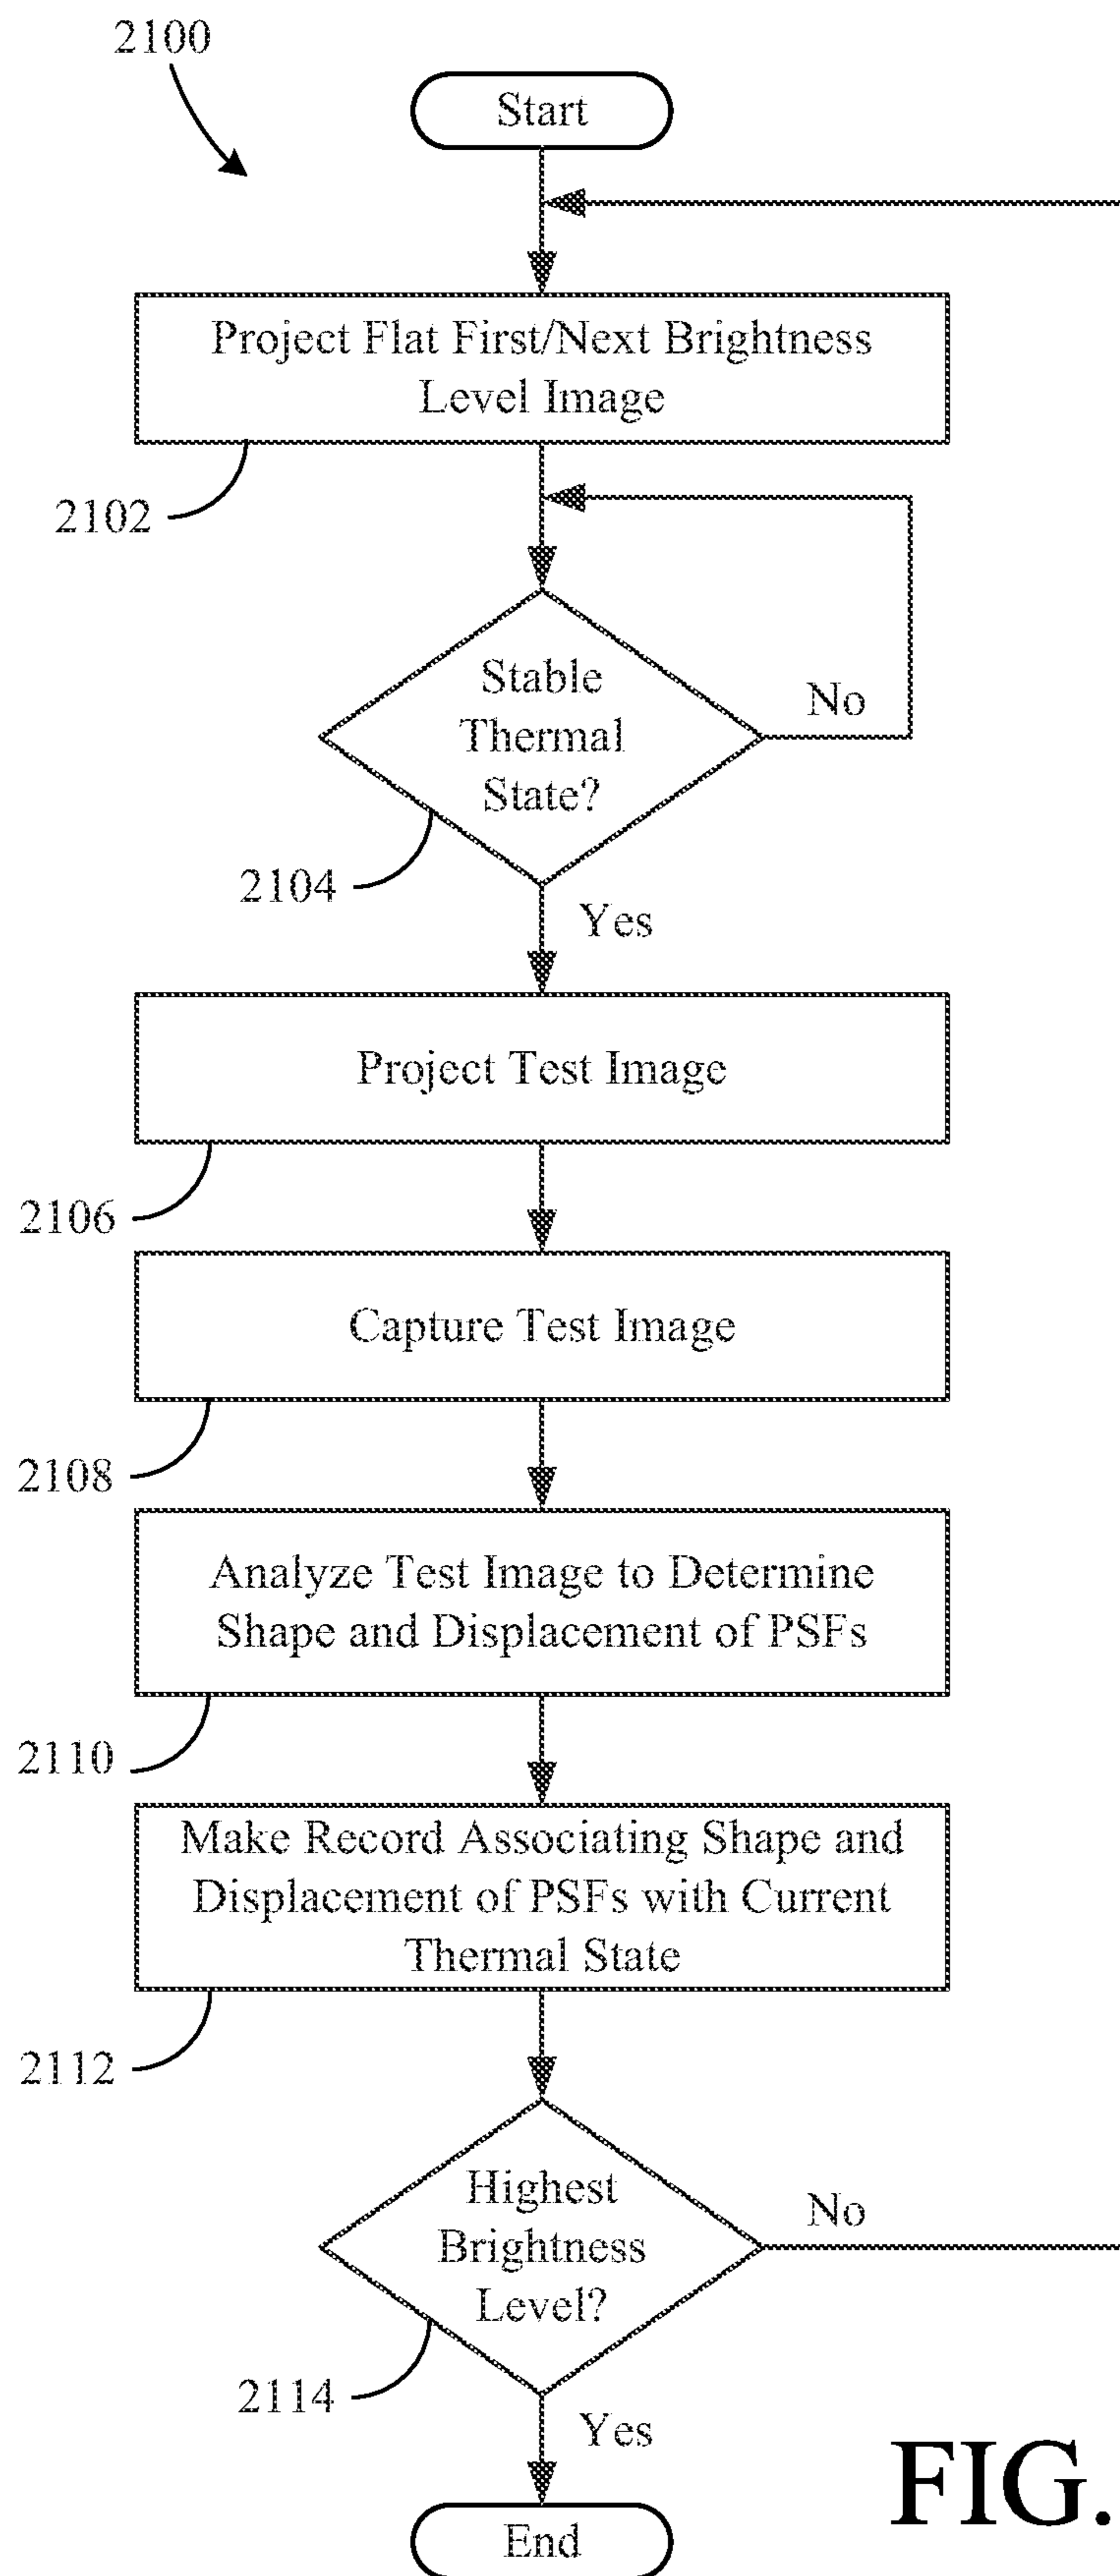 2100
Start
Project Flat First/Next Brightness
Level Image
2102
Stable
Thermal
State?
No
2104
Yes
Project Test Image
2106
Capture Test Image
2108
Analyze Test Image to Determine
Shape and Displacement of PSFs
2110
Make Record Associating Shape and
Displacement of PSFs with Current
Thermal State
2112
Highest
Brightness
Level?
No
2114
Yes
End
FIG.